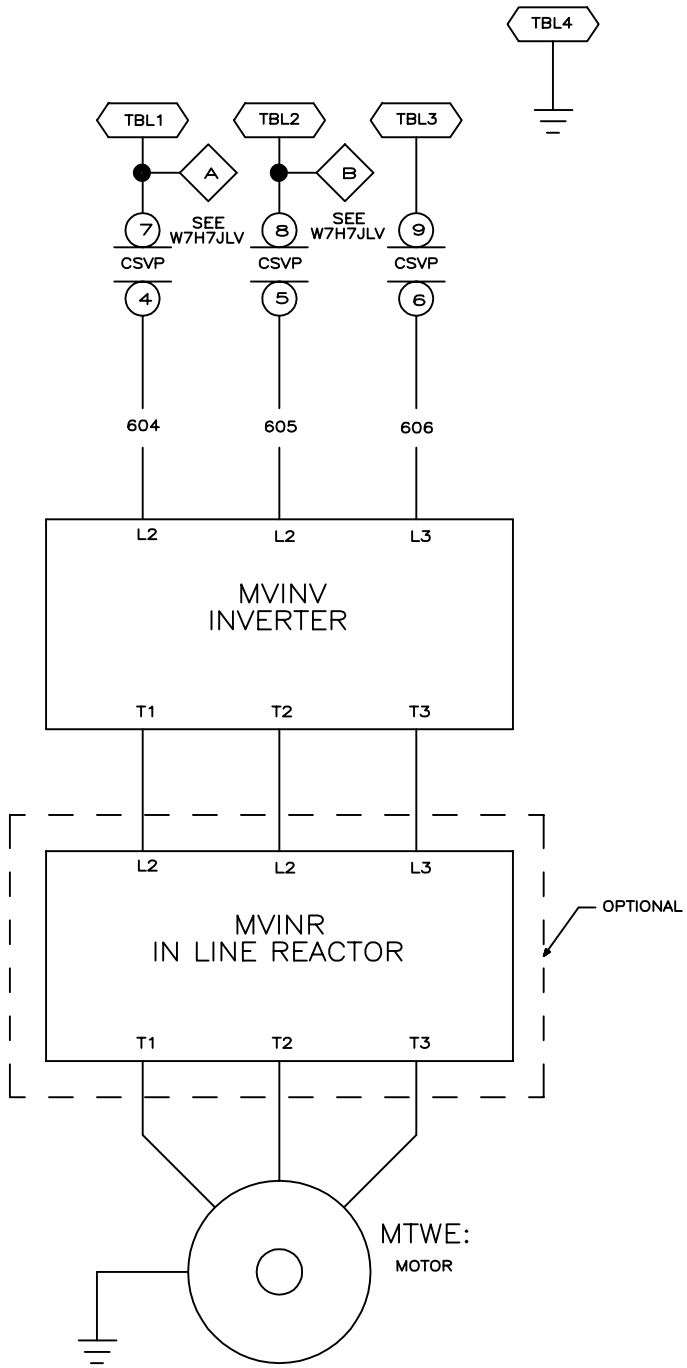 TBL4
TBL1
TBL2
TBL3
A
B
7
SEE
W7H7JLV
8
SEE
W7H7JLV
9
CSVP
CSVP
CSVP
4
5
6
604
605
606
L2
L2
L3
MVINV
INVERTER
T1
T2
T3
L2
L2
L3
OPTIONAL
MVINR
IN LINE REACTOR
T1
T2
T3
MTWE:
MOTOR